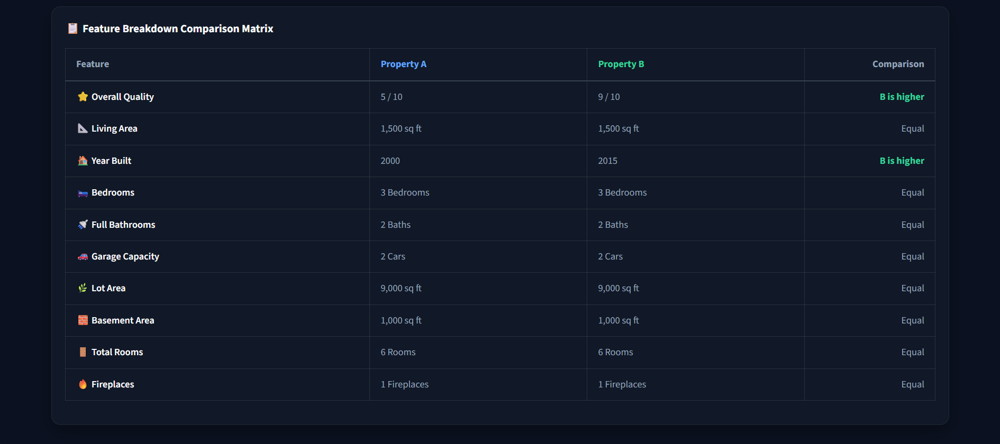 📋 Feature Breakdown Comparison Matrix
Feature Property A Property B Comparison
⭐ Overall Quality 5 / 10 9 / 10 B is higher
📐 Living Area 1,500 sq ft 1,500 sq ft Equal
🏠 Year Built 2000 2015 B is higher
🛏️ Bedrooms 3 Bedrooms 3 Bedrooms Equal
🚿 Full Bathrooms 2 Baths 2 Baths Equal
🚗 Garage Capacity 2 Cars 2 Cars Equal
🌿 Lot Area 9,000 sq ft 9,000 sq ft Equal
🧱 Basement Area 1,000 sq ft 1,000 sq ft Equal
🚪 Total Rooms 6 Rooms 6 Rooms Equal
🔥 Fireplaces 1 Fireplaces 1 Fireplaces Equal